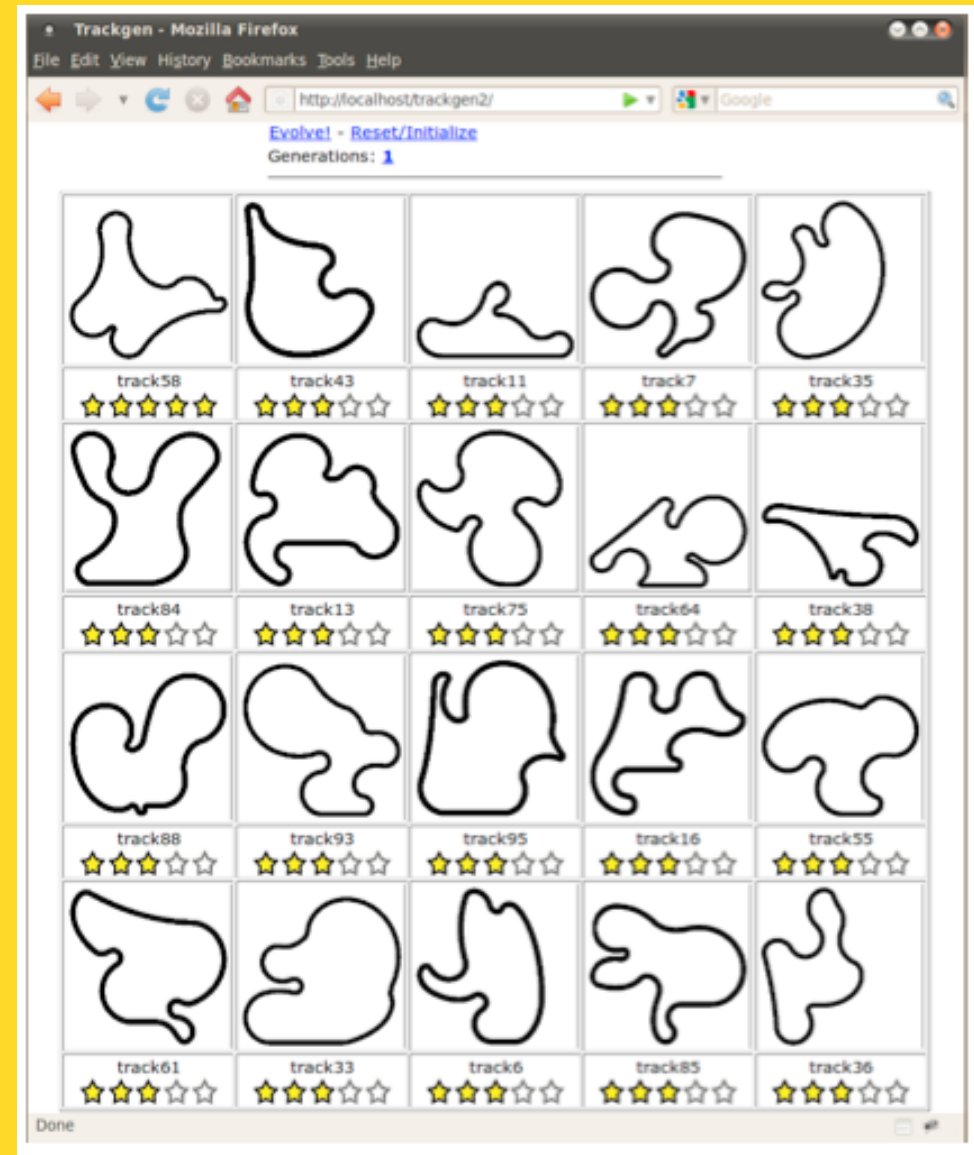 Trackgen - Mozilla Firefox
File Edit View History Bookmarks Tools Help
http://localhost/trackgen2/ Google
Evolve! - Reset/Initialize
Generations: 1
track58 track43 track11 track7 track35
track84 track13 track75 track64 track38
track88 track93 track95 track16 track55
track61 track33 track6 track85 track36
Done